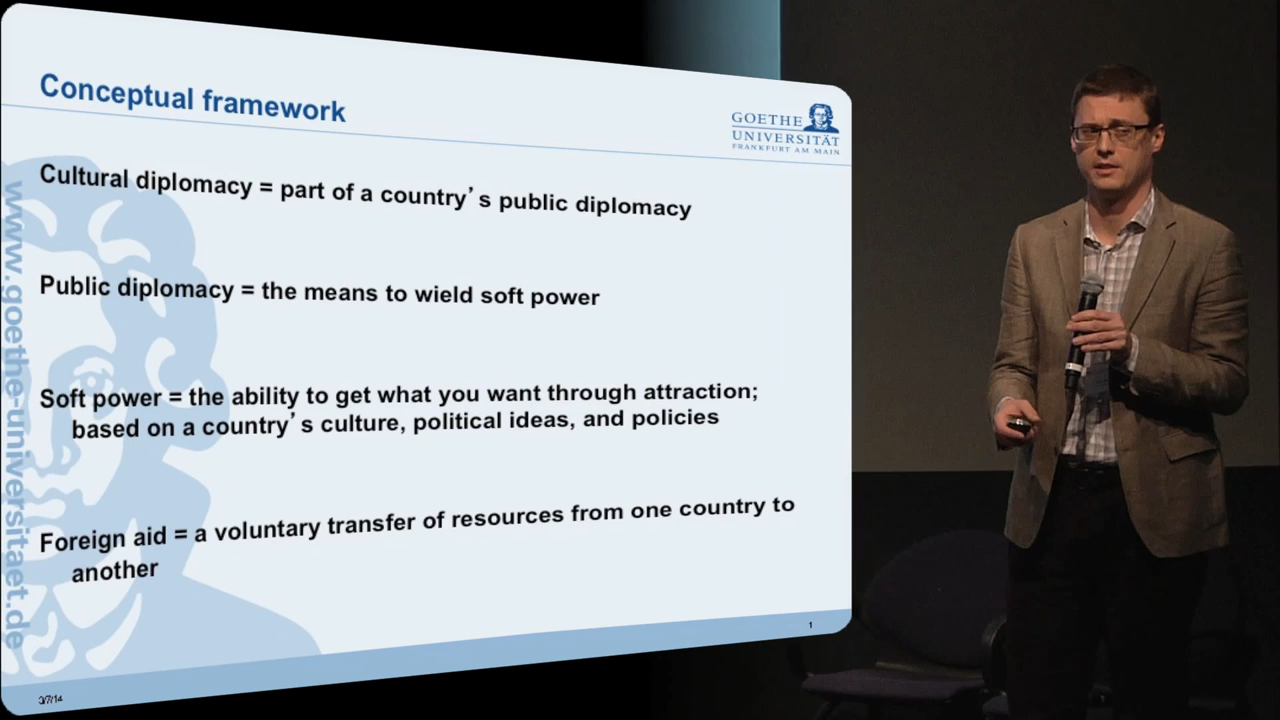 Conceptual framework
GOETHE
UNIVERSITÄT
FRANKFURT AM MAIN
Cultural diplomacy = part of a country's public diplomacy
Public diplomacy = the means to wield soft power
Soft power = the ability to get what you want through attraction;
based on a country's culture, political ideas, and policies
Foreign aid = a voluntary transfer of resources from one country to
another
www.goethe-universitaet.de
1